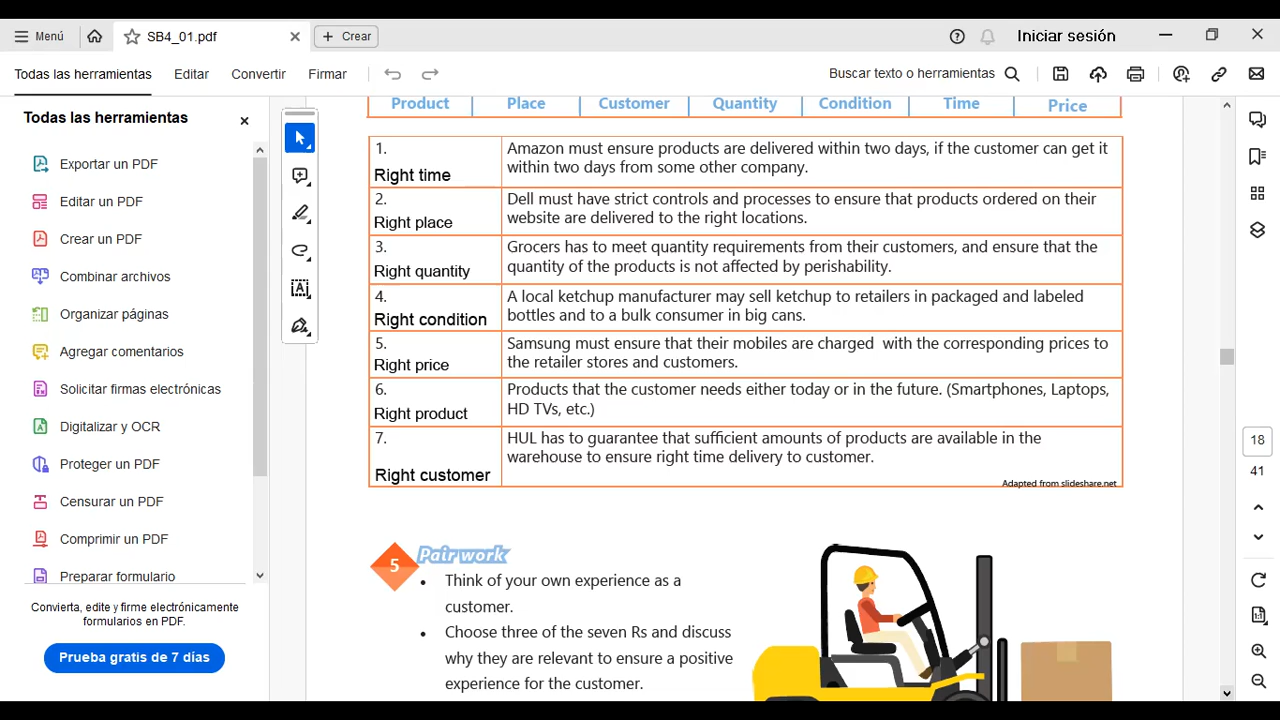 Menú
SB4_01.pdf
Crear
Iniciar sesión
Todas las herramientas
Editar
Convertir
Firmar
Buscar texto o herramientas
Todas las herramientas
Exportar un PDF
Editar un PDF
Crear un PDF
Combinar archivos
Organizar páginas
Agregar comentarios
Solicitar firmas electrónicas
Digitalizar y OCR
Proteger un PDF
Censurar un PDF
Comprimir un PDF
Preparar formulario
Convierta, edite y firme electrónicamente
formularios en PDF.
Prueba gratis de 7 días
Product Place Customer Quantity Condition Time Price
1.
Right time
Amazon must ensure products are delivered within two days, if the customer can get it
within two days from some other company.
2.
Right place
Dell must have strict controls and processes to ensure that products ordered on their
website are delivered to the right locations.
3.
Right quantity
Grocers has to meet quantity requirements from their customers, and ensure that the
quantity of the products is not affected by perishability.
4.
Right condition
A local ketchup manufacturer may sell ketchup to retailers in packaged and labeled
bottles and to a bulk consumer in big cans.
5.
Right price
Samsung must ensure that their mobiles are charged with the corresponding prices to
the retailer stores and customers.
6.
Right product
Products that the customer needs either today or in the future. (Smartphones, Laptops,
HD TVs, etc.)
7.
Right customer
HUL has to guarantee that sufficient amounts of products are available in the
warehouse to ensure right time delivery to customer.
Adapted from slideshare.net
5
Pair work
• Think of your own experience as a
customer.
• Choose three of the seven Rs and discuss
why they are relevant to ensure a positive
experience for the customer.
18
41